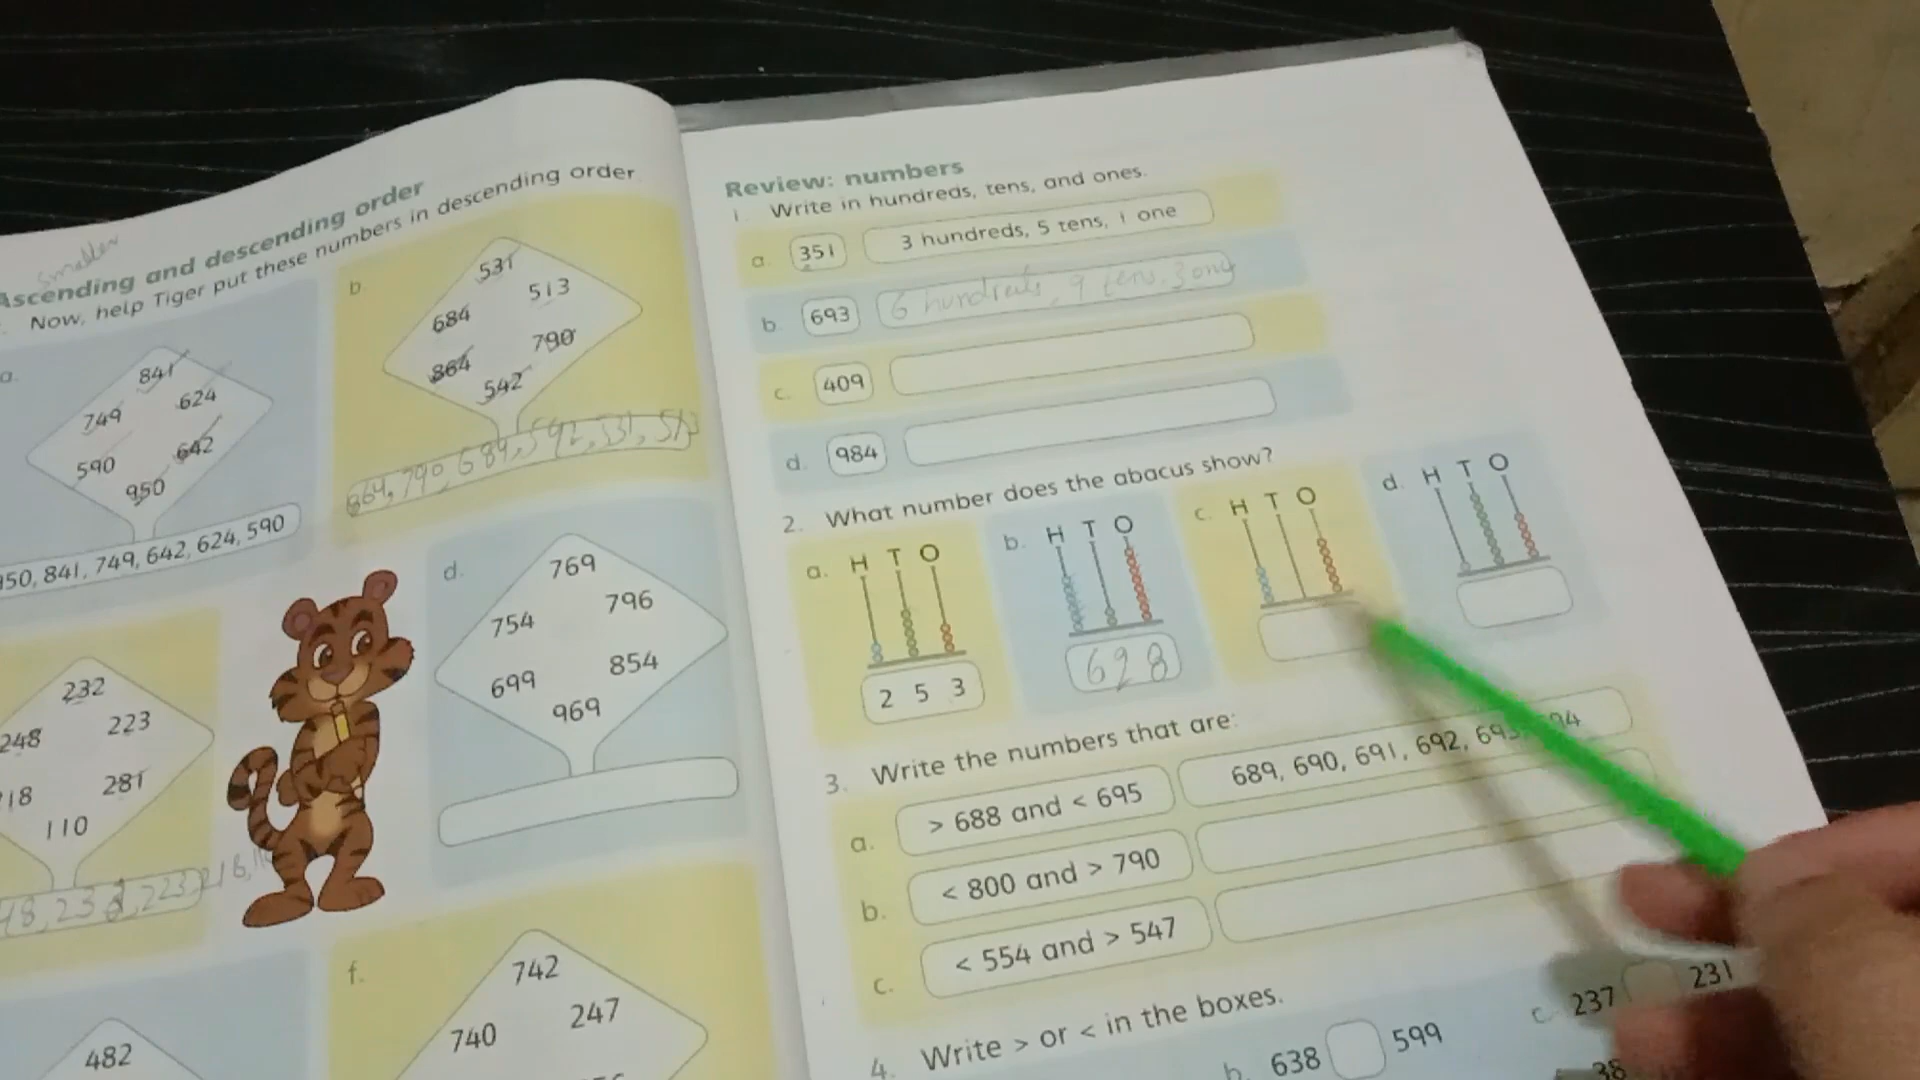 smaller
Ascending and descending order
Now, help Tiger put these numbers in descending order
a.
841
749
624
590
642
950
950, 841, 749, 642, 624, 590
b.
531
684
513
864
790
542
864, 790, 684, 542, 531, 513
232
248
223
281
110
d.
769
754
796
699
854
969
f.
742
740
247
482
Review: numbers
1. Write in hundreds, tens, and ones.
a. 351 3 hundreds, 5 tens, 1 one
b. 693 6 hundreds, 9 tens, 3 one
c. 409
d. 984
2. What number does the abacus show?
a. H T O
2 5 3
b. H T O
628
c. H T O
d. H T O
3. Write the numbers that are:
a. > 688 and < 695 689, 690, 691, 692, 693, 694
b. < 800 and > 790
c. < 554 and > 547
4. Write > or < in the boxes.
b. 638 599
c. 237 231